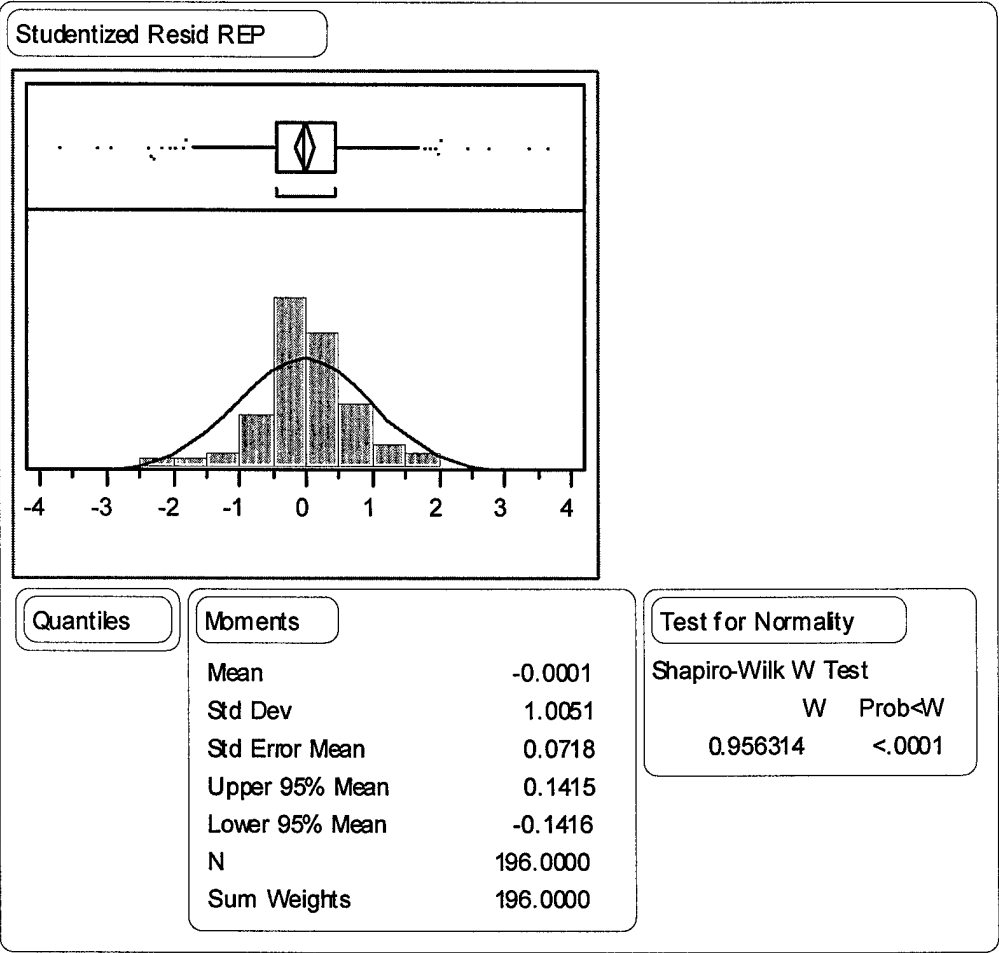 Studentized Resid REP
-4 -3 -2 -1 0 1 2 3 4
Quantiles
Moments
Mean -0.0001
Std Dev 1.0051
Std Error Mean 0.0718
Upper 95% Mean 0.1415
Lower 95% Mean -0.1416
N 196.0000
Sum Weights 196.0000
Test for Normality
Shapiro-Wilk W Test
W Prob<W
0.956314 <.0001